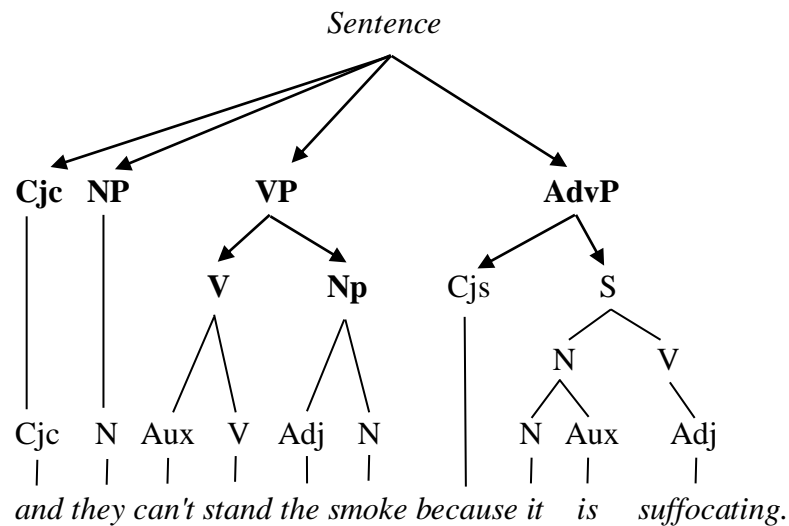 Sentence
Cjc NP VP AdvP
V Np Cjs S
N V
Cjc N Aux V Adj N N Aux Adj
and they can't stand the smoke because it is suffocating.